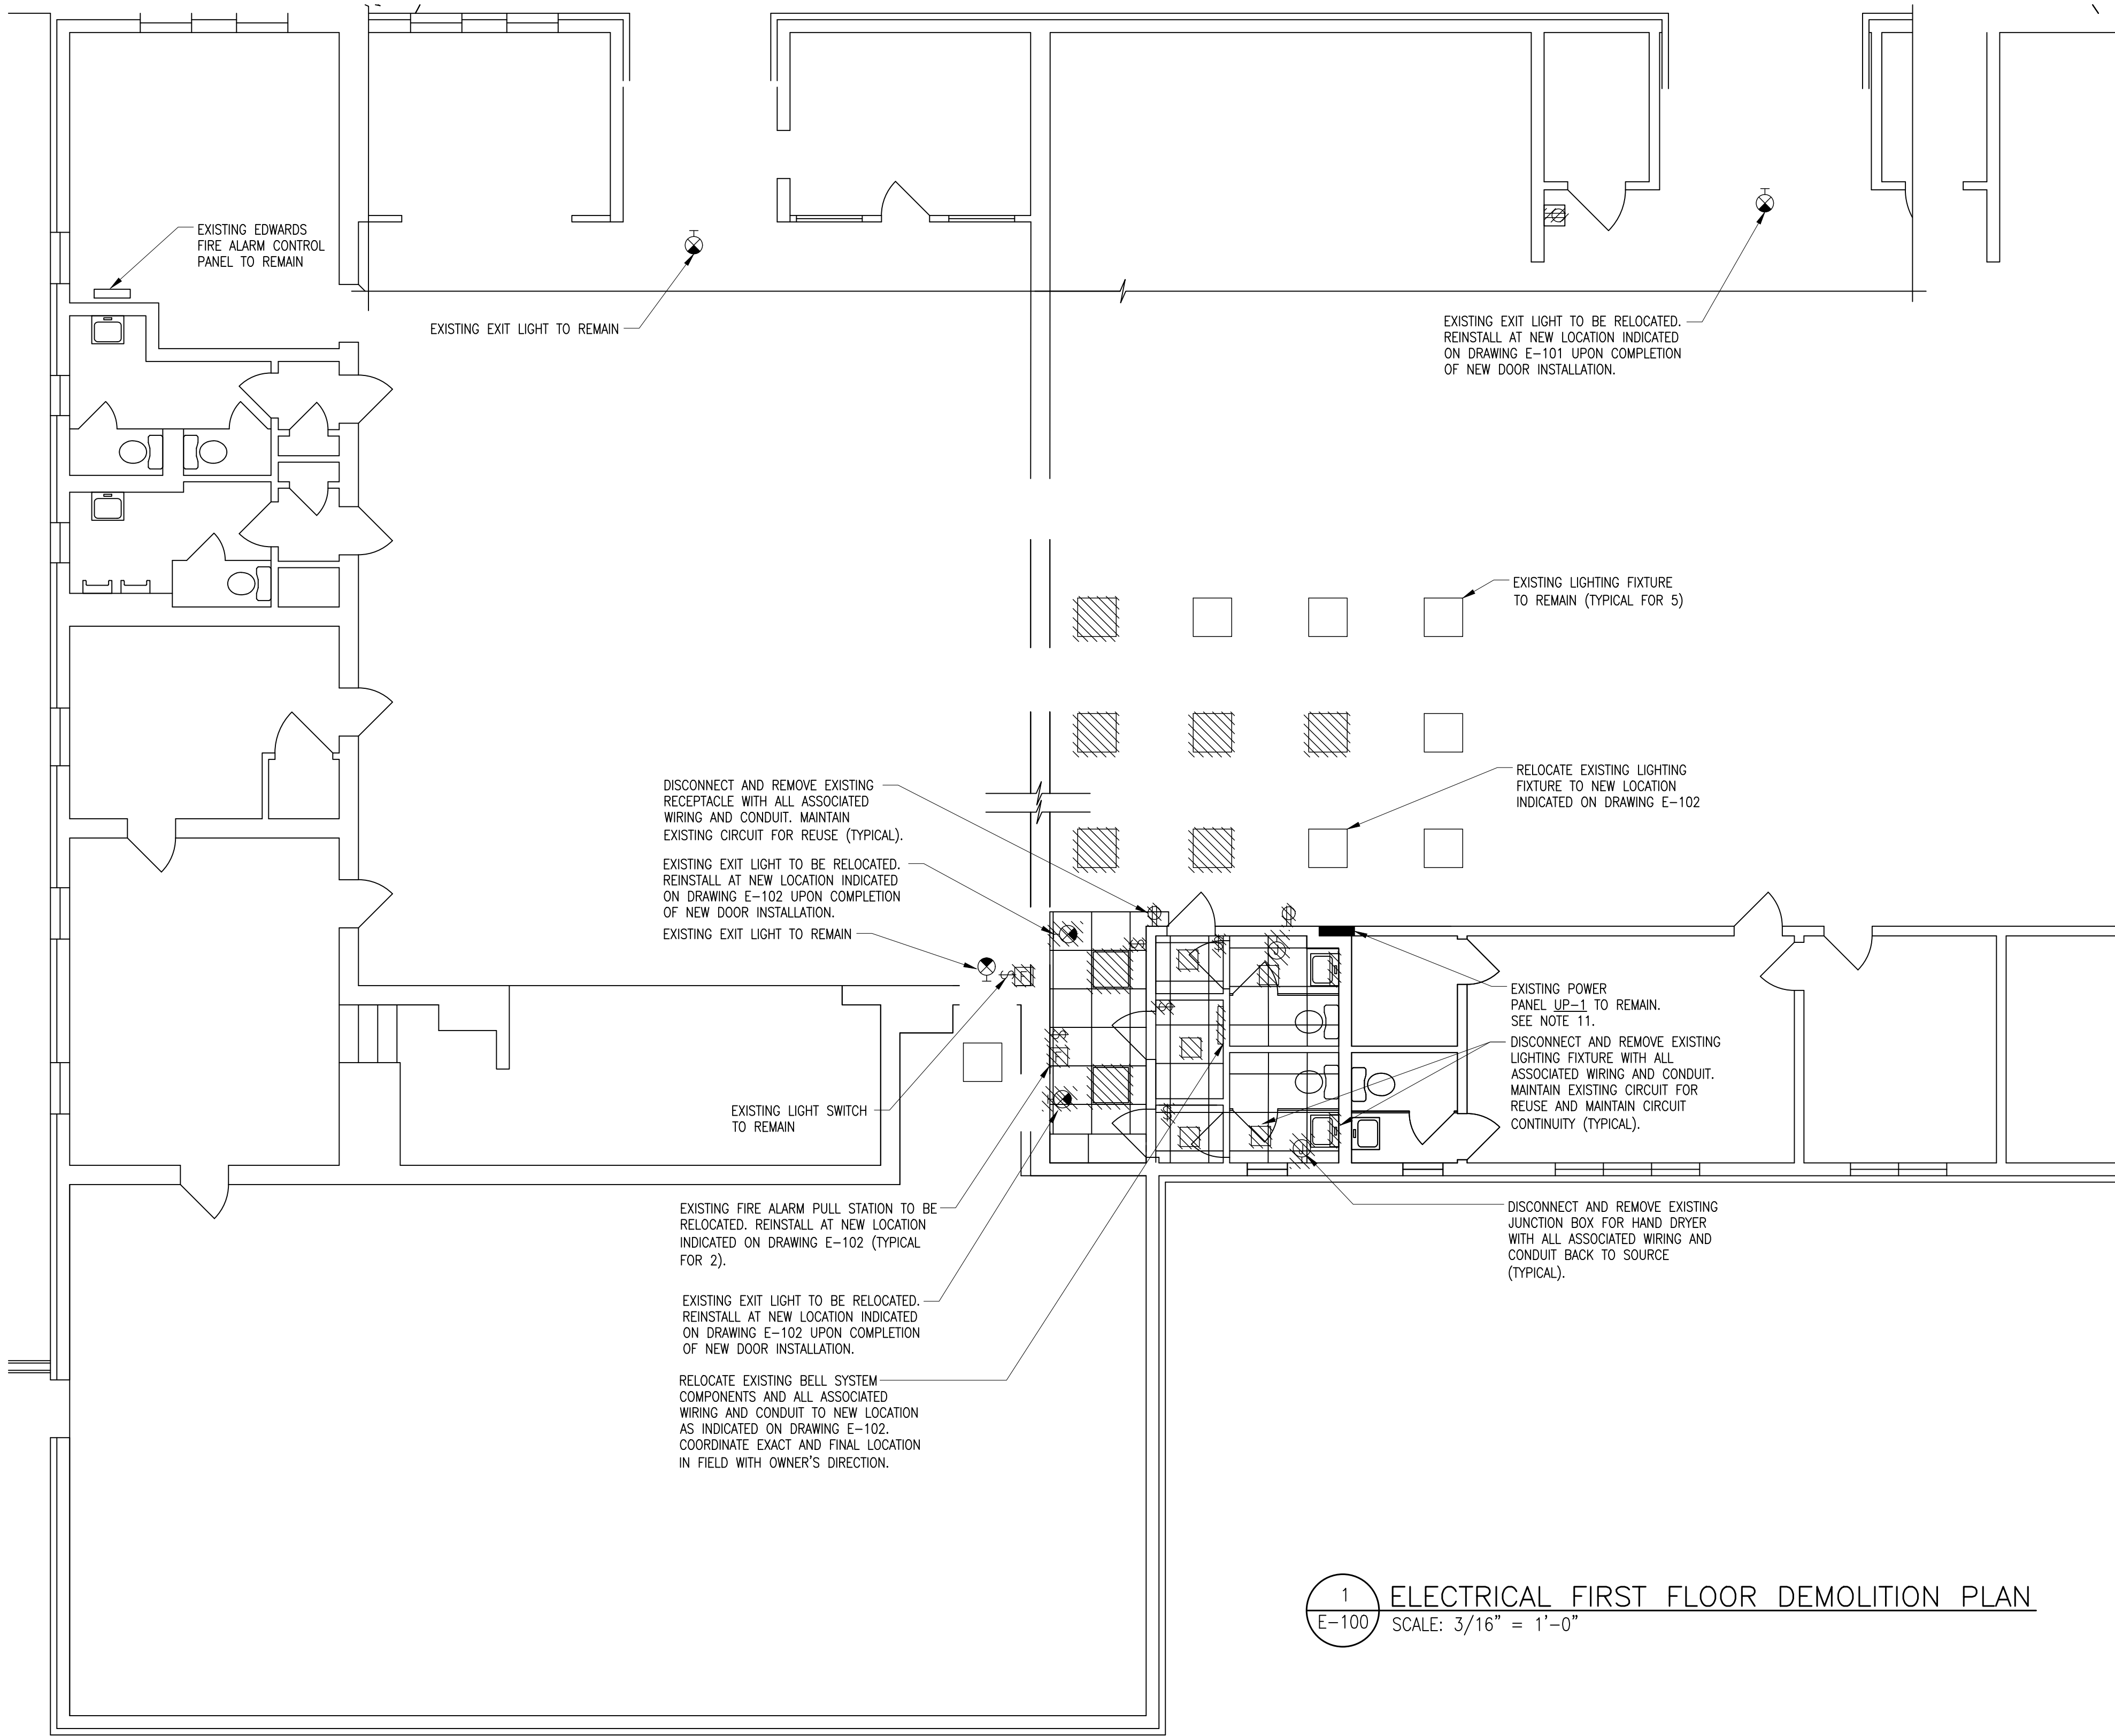 EXISTING EDWARDS
FIRE ALARM CONTROL
PANEL TO REMAIN
EXISTING EXIT LIGHT TO REMAIN
EXISTING EXIT LIGHT TO BE RELOCATED.
REINSTALL AT NEW LOCATION INDICATED
ON DRAWING E-101 UPON COMPLETION
OF NEW DOOR INSTALLATION.
EXISTING LIGHTING FIXTURE
TO REMAIN (TYPICAL FOR 5)
RELOCATE EXISTING LIGHTING
FIXTURE TO NEW LOCATION
INDICATED ON DRAWING E-102
DISCONNECT AND REMOVE EXISTING
RECEPTACLE WITH ALL ASSOCIATED
WIRING AND CONDUIT. MAINTAIN
EXISTING CIRCUIT FOR REUSE (TYPICAL).
EXISTING EXIT LIGHT TO BE RELOCATED.
REINSTALL AT NEW LOCATION INDICATED
ON DRAWING E-102 UPON COMPLETION
OF NEW DOOR INSTALLATION.
EXISTING EXIT LIGHT TO REMAIN
EXISTING POWER
PANEL UP-1 TO REMAIN.
SEE NOTE 11.
DISCONNECT AND REMOVE EXISTING
LIGHTING FIXTURE WITH ALL
ASSOCIATED WIRING AND CONDUIT.
MAINTAIN EXISTING CIRCUIT FOR
REUSE AND MAINTAIN CIRCUIT
CONTINUITY (TYPICAL).
EXISTING LIGHT SWITCH
TO REMAIN
EXISTING FIRE ALARM PULL STATION TO BE
RELOCATED. REINSTALL AT NEW LOCATION
INDICATED ON DRAWING E-102 (TYPICAL
FOR 2).
DISCONNECT AND REMOVE EXISTING
JUNCTION BOX FOR HAND DRYER
WITH ALL ASSOCIATED WIRING AND
CONDUIT BACK TO SOURCE
(TYPICAL).
EXISTING EXIT LIGHT TO BE RELOCATED.
REINSTALL AT NEW LOCATION INDICATED
ON DRAWING E-102 UPON COMPLETION
OF NEW DOOR INSTALLATION.
RELOCATE EXISTING BELL SYSTEM
COMPONENTS AND ALL ASSOCIATED
WIRING AND CONDUIT TO NEW LOCATION
AS INDICATED ON DRAWING E-102.
COORDINATE EXACT AND FINAL LOCATION
IN FIELD WITH OWNER'S DIRECTION.
1
E-100
ELECTRICAL FIRST FLOOR DEMOLITION PLAN
SCALE: 3/16" = 1'-0"